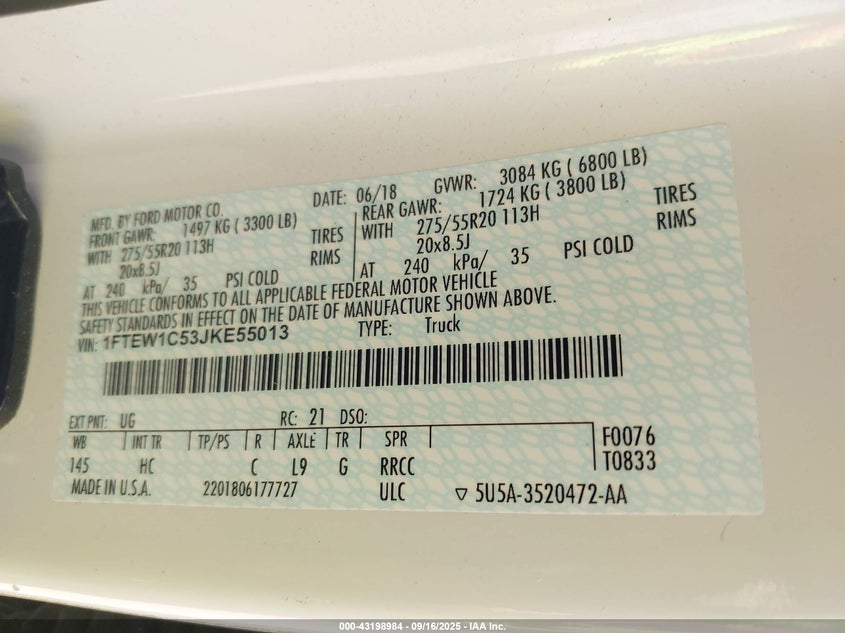 MFD. BY FORD MOTOR CO. DATE: 06/18 GVWR: 3084 KG ( 6800 LB)
FRONT GAWR: 1497 KG ( 3300 LB) REAR GAWR: 1724 KG ( 3800 LB)
WITH 275/55R20 113H TIRES WITH 275/55R20 113H TIRES
20x8.5J RIMS 20x8.5J RIMS
AT 240 kPa/ 35 PSI COLD AT 240 kPa/ 35 PSI COLD
THIS VEHICLE CONFORMS TO ALL APPLICABLE FEDERAL MOTOR VEHICLE
SAFETY STANDARDS IN EFFECT ON THE DATE OF MANUFACTURE SHOWN ABOVE.
VIN: 1FTEW1C53JKE55013 TYPE: Truck
EXT PNT: UG RC: 21 DSO:
WB INT TR TP/PS R AXLE TR SPR F0076
145 HC C L9 G RRCC T0833
MADE IN U.S.A. 2201806177727 ULC ▽ 5U5A-3520472-AA
000-43198984 - 09/16/2025 - IAA Inc.